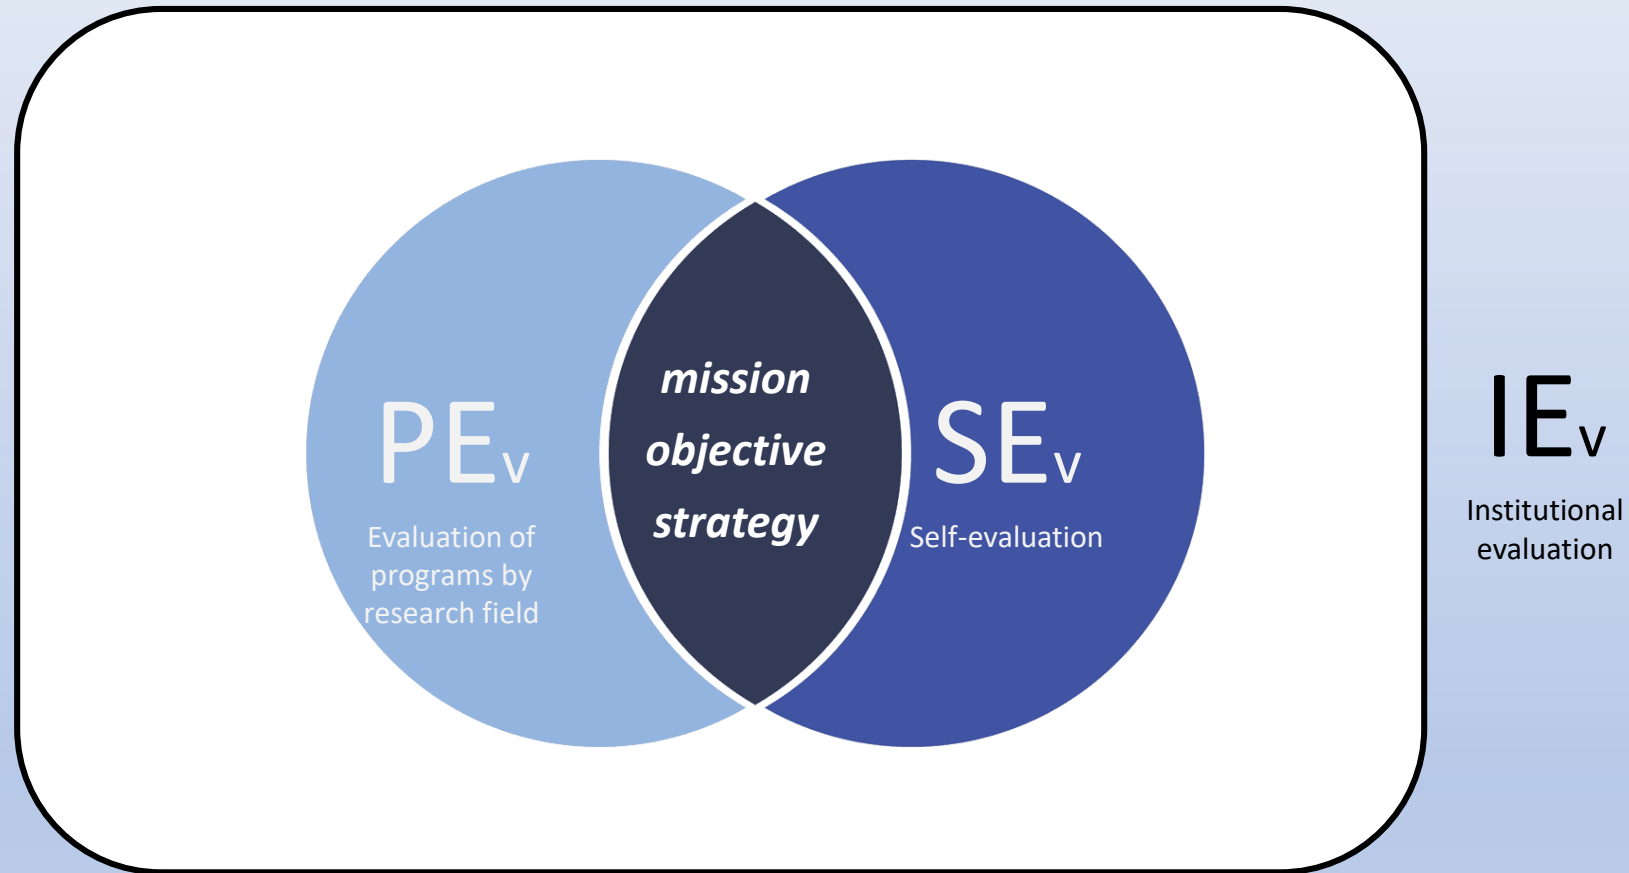 PEv
Evaluation of
programs by
research field
mission
objective
strategy
SEv
Self-evaluation
IEv
Institutional
evaluation